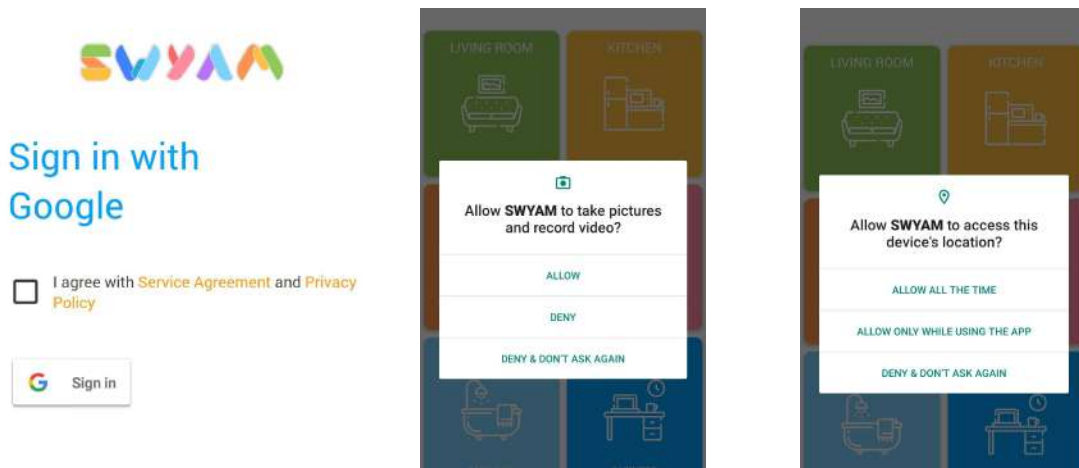 SWYAM
Sign in with
Google
I agree with Service Agreement and Privacy
Policy
Sign in
LIVING ROOM
KITCHEN
Allow SWYAM to take pictures
and record video?
ALLOW
DENY
DENY & DON'T ASK AGAIN
LIVING ROOM
KITCHEN
Allow SWYAM to access this
device's location?
ALLOW ALL THE TIME
ALLOW ONLY WHILE USING THE APP
DENY & DON'T ASK AGAIN